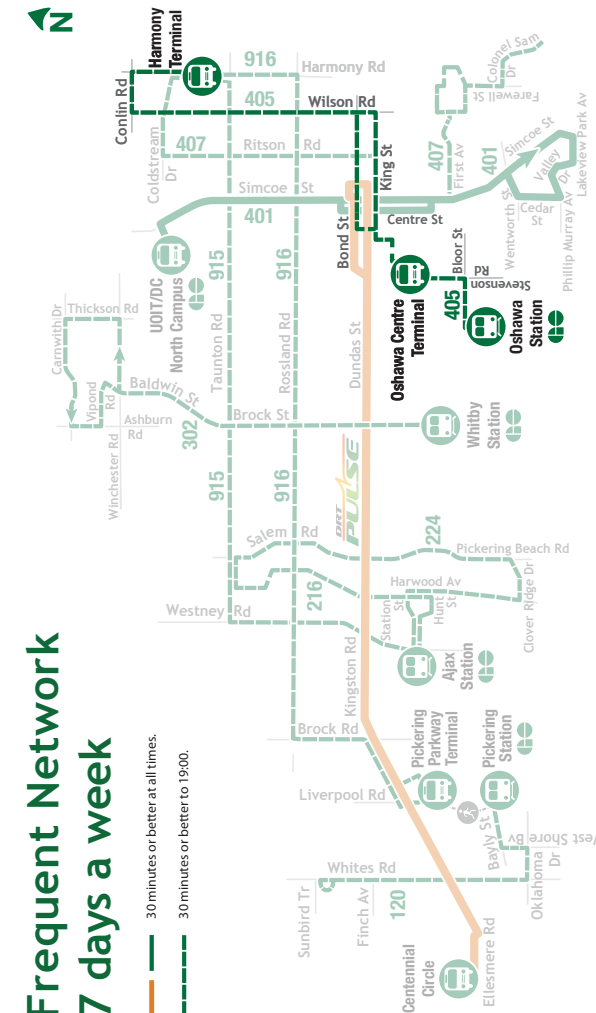 Frequent Network
7 days a week
30 minutes or better at all times.
30 minutes or better to 19:00.
N
Centennial
Circle
Ellesmere Rd
Sunbird Tr
Finch Av
Whites Rd
120
Oklahoma
Dr
West Shore Bv
Bayly St
Liverpool Rd
Pickering
Parkway
Terminal
Pickering
Station
Brock Rd
Kingston Rd
Westney Rd
216
Ajax
Station
Station
St
Hunt
St
Harwood Av
Clover Ridge Dr
Pickering Beach Rd
224
Salem Rd
915
916
DRT
PULSE
Winchester Rd
Ashburn
Rd
Vipond
Rd
Carnwith Dr
Thickson Rd
Baldwin St
302
Brock St
Whitby
Station
Taunton Rd
Rossland Rd
Dundas St
915
916
UOIT/DC
North Campus
401
Simcoe St
Coldstream
Dr
407
Ritson Rd
Conlin Rd
Harmony
Terminal
405
916
Harmony Rd
Wilson Rd
King St
Bond St
Centre St
Oshawa Centre
Terminal
Bloor St
Stevenson
Rd
405
Oshawa
Station
407
First Av
Farewell St
Colonel Sam
Dr
401
Simcoe St
Valley
Dr
Lakeview Park Av
Wentworth St
Cedar
St
Phillip Murray Av